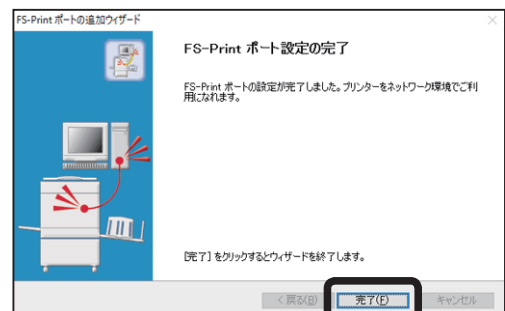 FS-Print ポートの追加ウィザード
FS-Print ポート設定の完了
FS-Print ポートの設定が完了しました。プリンターをネットワーク環境でご利
用になれます。
[完了] をクリックするとウィザードを終了します。
< 戻る(B)
完了(F)
キャンセル